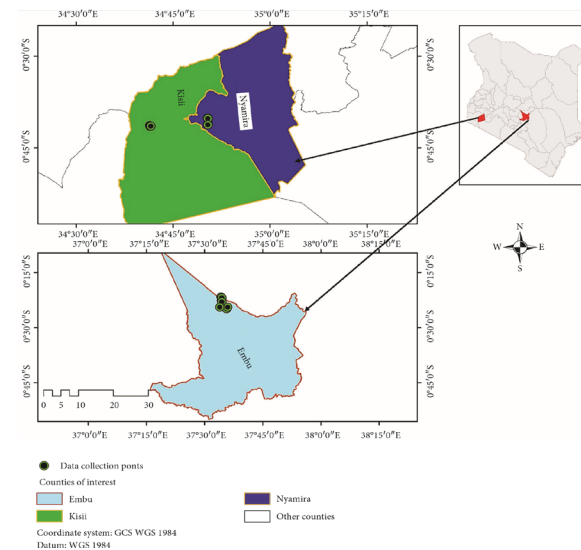 34°30′0″E 34°45′0″E 35°0′0″E 35°15′0″E
0°30′0″S
0°30′0″S
Kisii
Nyamira
0°45′0″S
0°45′0″S
34°30′0″E 34°45′0″E 35°0′0″E 35°15′0″E
37°0′0″E 37°15′0″E 37°30′0″E 37°45′0″E 38°0′0″E 38°15′0″E
N
W E
S
0°15′0″S
0°15′0″S
0°30′0″S
0°30′0″S
Embu
0°45′0″S
0°45′0″S
0 5 10 20 30
37°0′0″E 37°15′0″E 37°30′0″E 37°45′0″E 38°0′0″E 38°15′0″E
Data collection ponts
Counties of interest
Embu Nyamira
Kisii Other counties
Coordinate system: GCS WGS 1984
Datum: WGS 1984